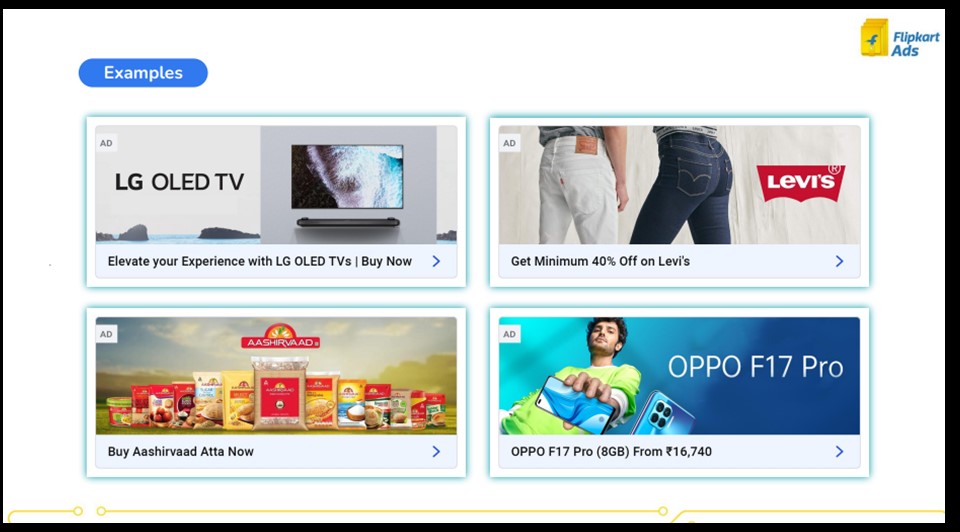 Flipkart
Ads
Examples
AD
LG OLED TV
Elevate your Experience with LG OLED TVs | Buy Now
AD
LEVI'S®
Get Minimum 40% Off on Levi's
AD
AASHIRVAAD
Buy Aashirvaad Atta Now
AD
OPPO F17 Pro
OPPO F17 Pro (8GB) From ₹16,740